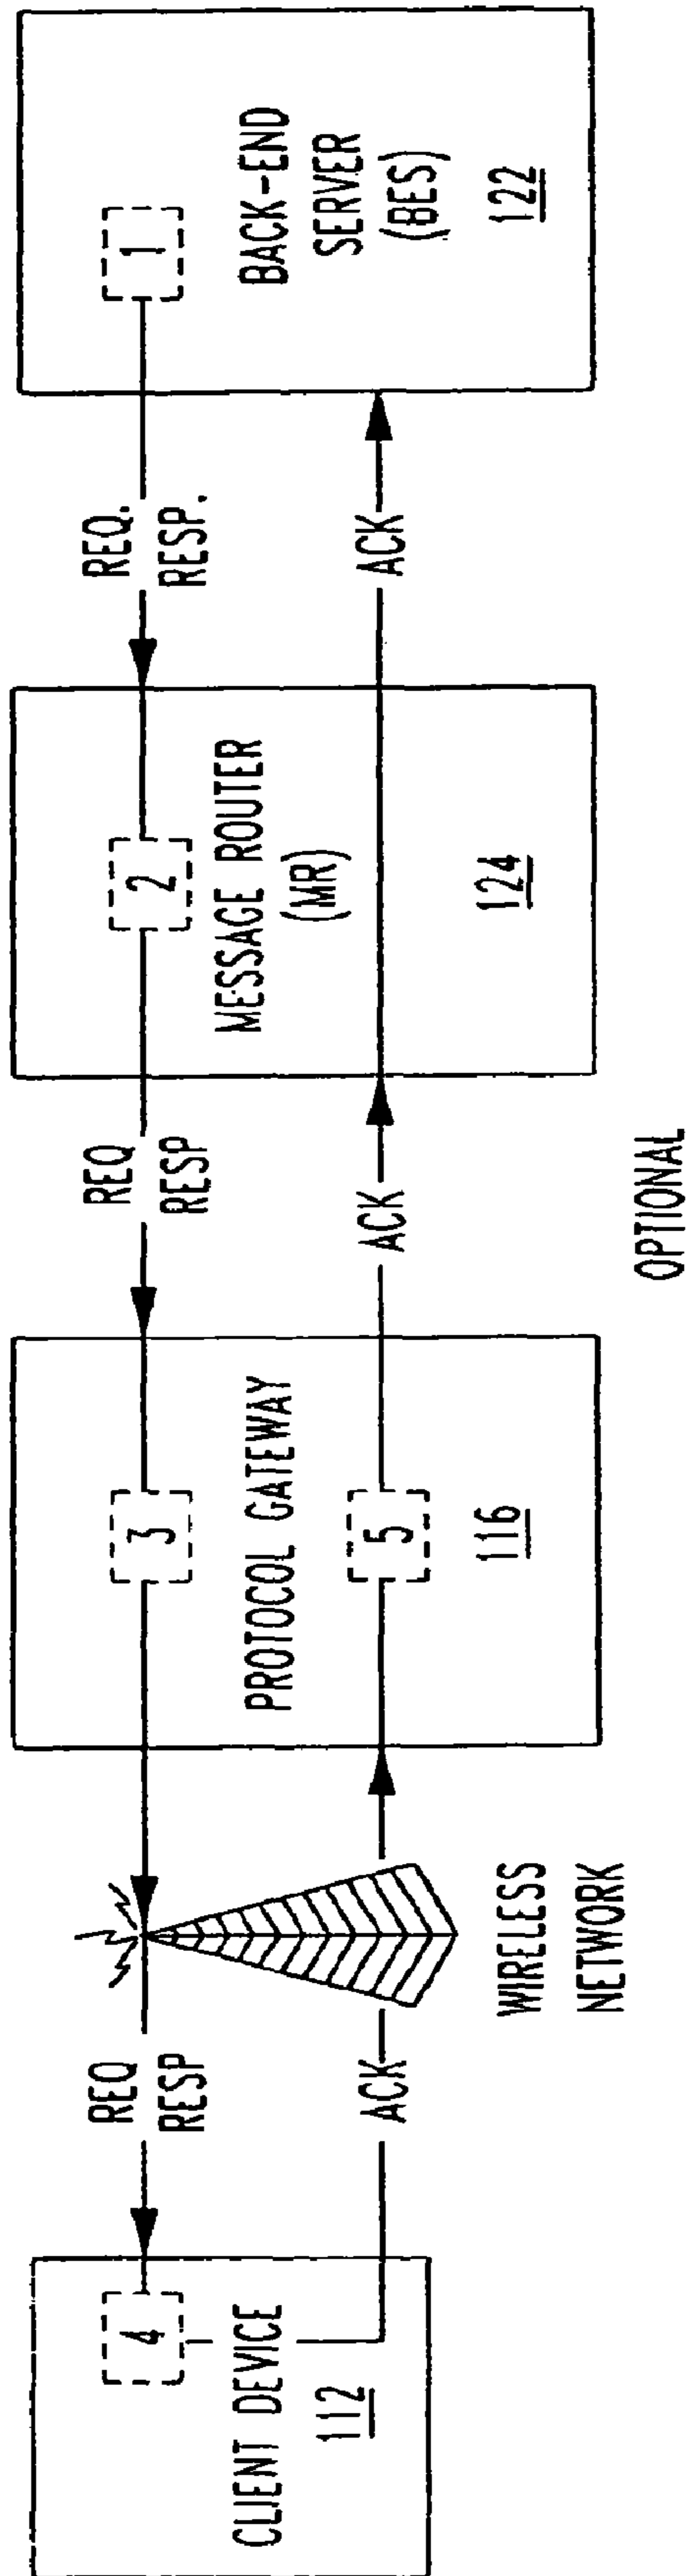 4
CLIENT DEVICE
112
REQ
RESP
ACK
WIRELESS
NETWORK
3
PROTOCOL GATEWAY
5
116
REQ
RESP
ACK
OPTIONAL
2
MESSAGE ROUTER
(MR)
124
REQ.
RESP.
ACK
1
BACK-END
SERVER
(BES)
122